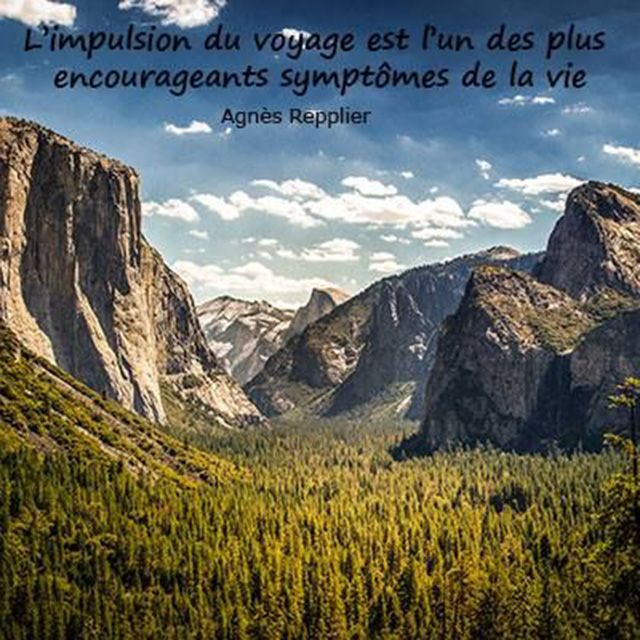 L'impulsion du voyage est l'un des plus
encourageants symptômes de la vie
Agnès Repplier